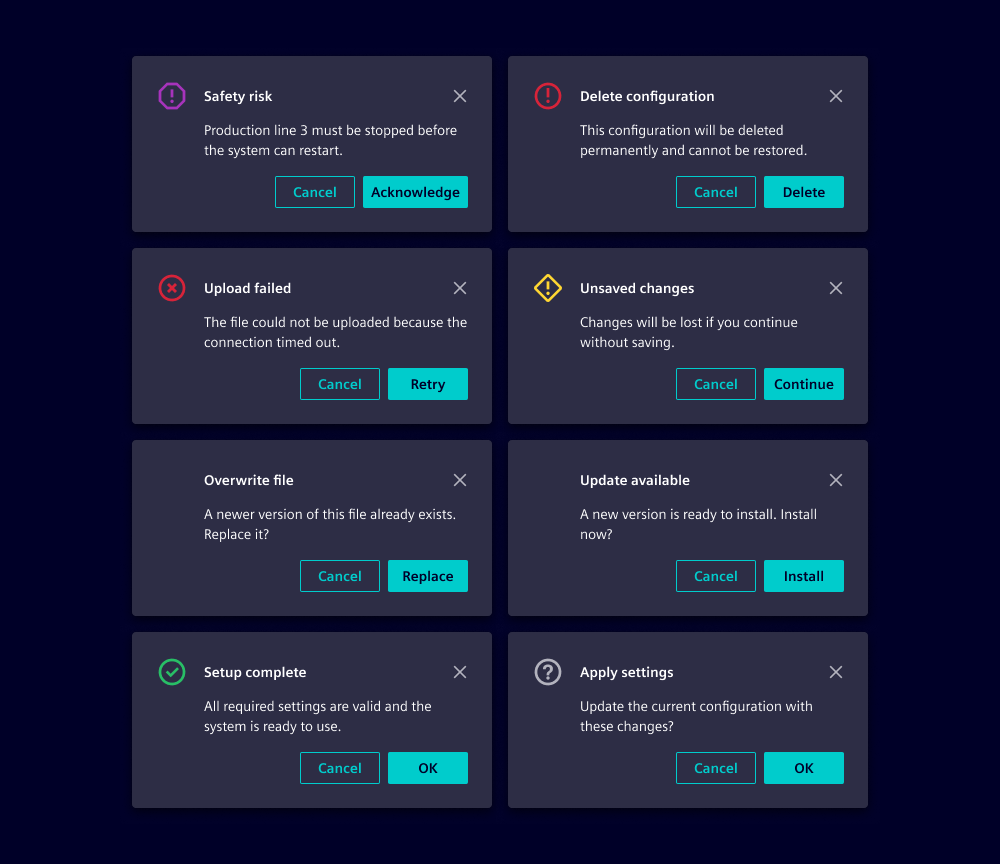 Safety risk
Production line 3 must be stopped before
the system can restart.
Cancel
Acknowledge
Delete configuration
This configuration will be deleted
permanently and cannot be restored.
Cancel
Delete
Upload failed
The file could not be uploaded because the
connection timed out.
Cancel
Retry
Unsaved changes
Changes will be lost if you continue
without saving.
Cancel
Continue
Overwrite file
A newer version of this file already exists.
Replace it?
Cancel
Replace
Update available
A new version is ready to install. Install
now?
Cancel
Install
Setup complete
All required settings are valid and the
system is ready to use.
Cancel
OK
Apply settings
Update the current configuration with
these changes?
Cancel
OK